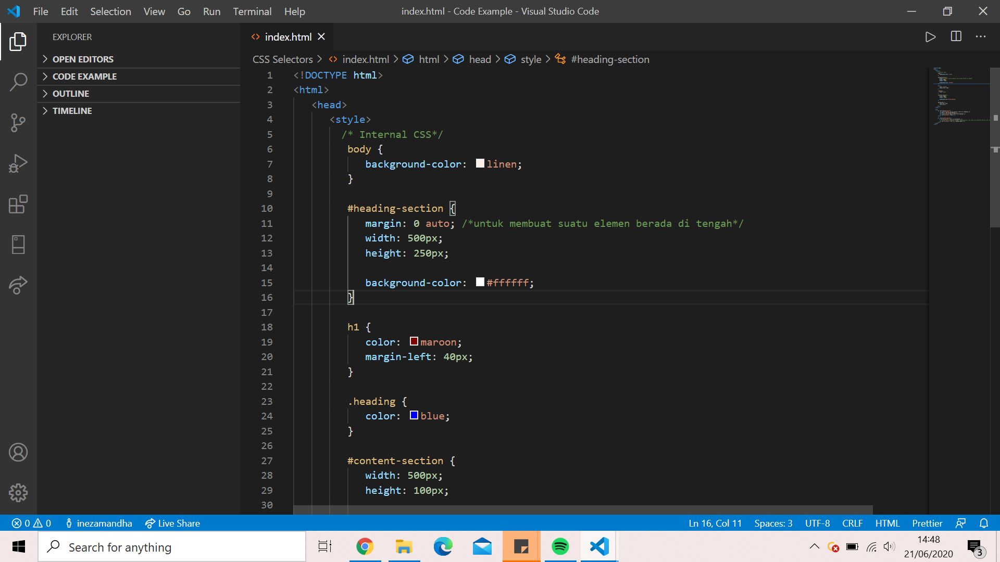 File Edit Selection View Go Run Terminal Help
index.html - Code Example - Visual Studio Code
EXPLORER
OPEN EDITORS
CODE EXAMPLE
OUTLINE
TIMELINE
index.html
CSS Selectors > index.html > html > head > style > #heading-section
1 <!DOCTYPE html>
2 <html>
3 <head>
4 <style>
5 /* Internal CSS*/
6 body {
7 background-color: linen;
8 }
9
10 #heading-section {
11 margin: 0 auto; /*untuk membuat suatu elemen berada di tengah*/
12 width: 500px;
13 height: 250px;
14
15 background-color: #ffffff;
16 }
17
18 h1 {
19 color: maroon;
20 margin-left: 40px;
21 }
22
23 .heading {
24 color: blue;
25 }
26
27 #content-section {
28 width: 500px;
29 height: 100px;
30
0 0 inezamandha Live Share
Ln 16, Col 11 Spaces: 3 UTF-8 CRLF HTML Prettier
Search for anything
14:48
21/06/2020
3